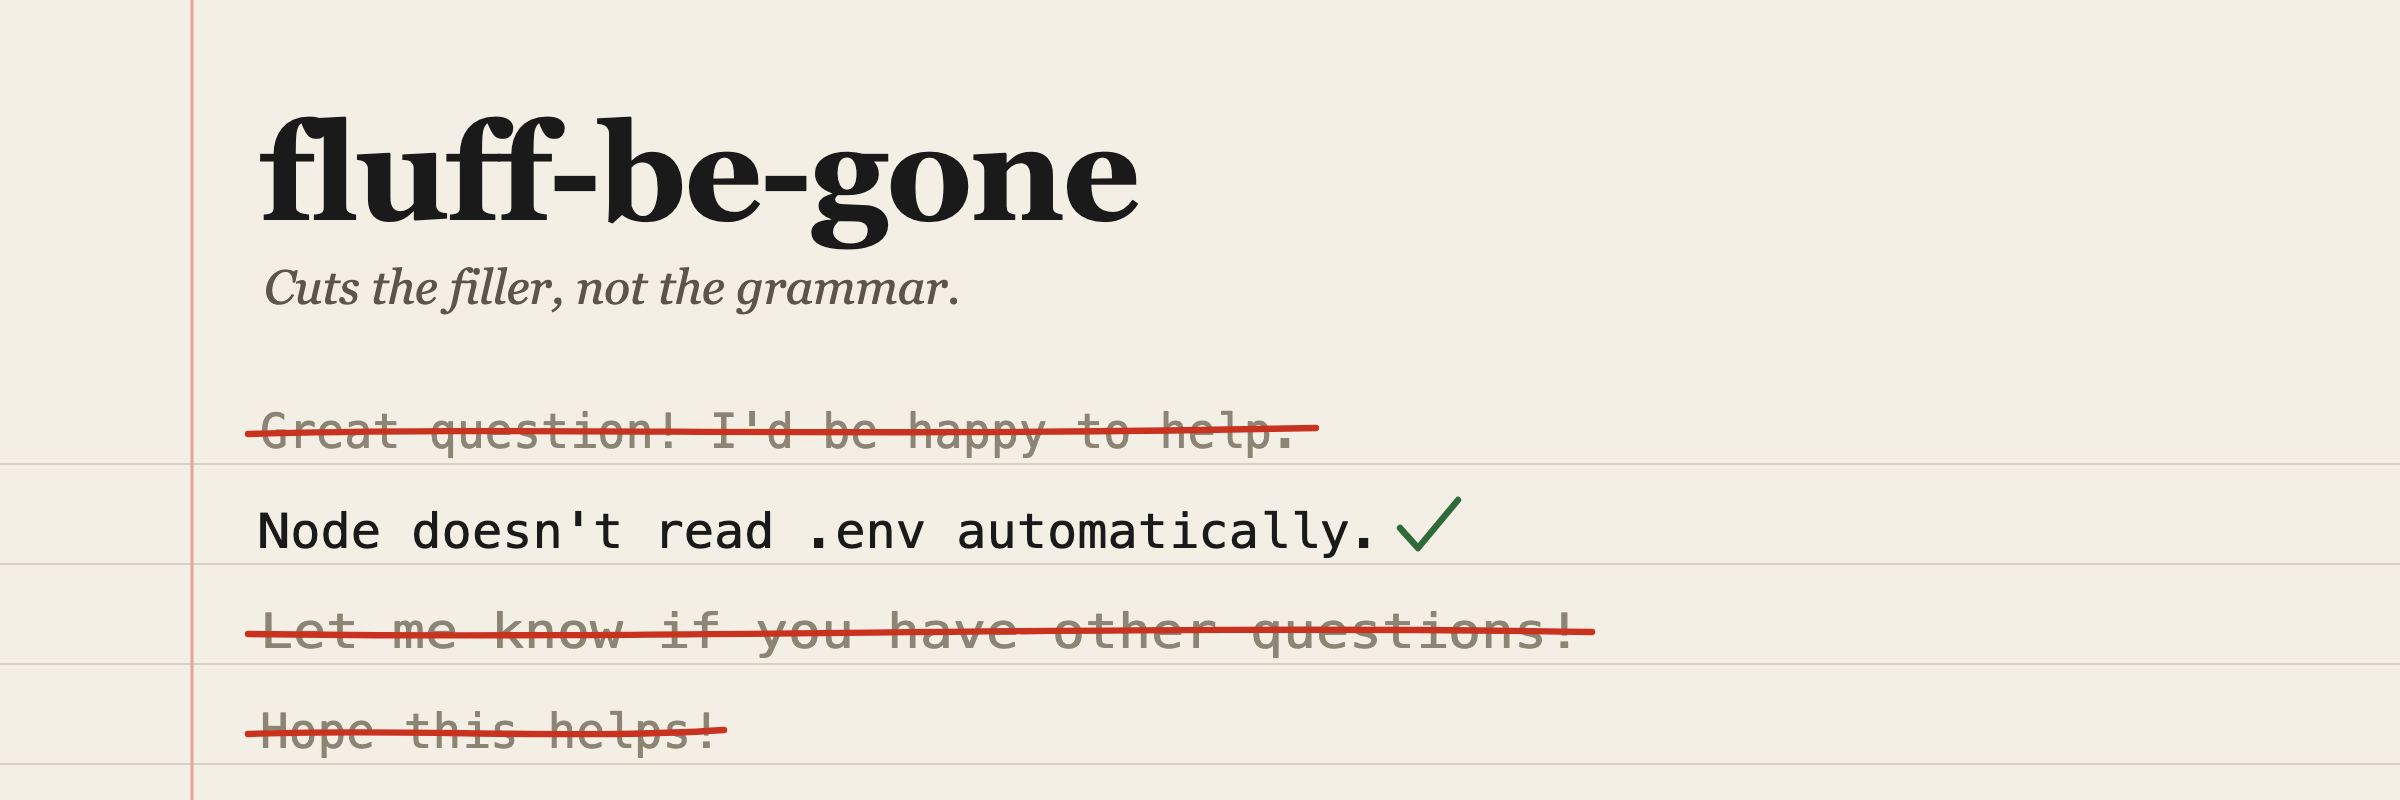 fluff-be-gone
Cuts the filler, not the grammar.
Great question! I'd be happy to help.
Node doesn't read .env automatically.
Let me know if you have other questions!
Hope this helps!